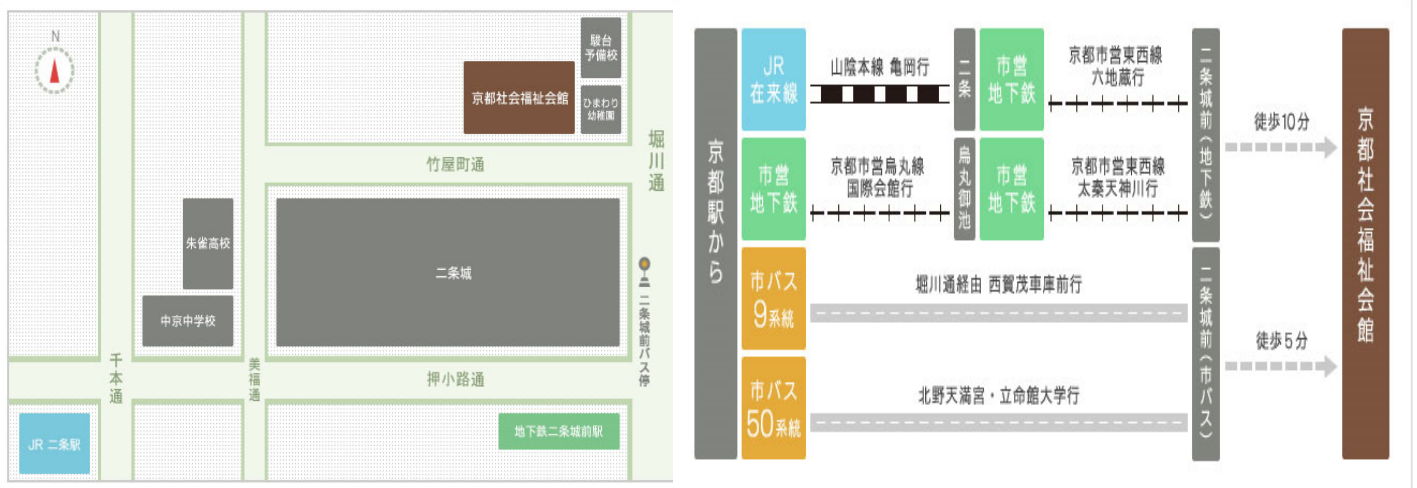 N
駿台
予備校
京都社会福祉会館
ひまわり
幼稚園
竹屋町通
堀川通
朱雀高校
二条城
中京中学校
二条城前バス停
千本通
美福通
押小路通
JR 二条駅
地下鉄二条城前駅
京都駅から
JR
在来線
山陰本線 亀岡行
二条
市営
地下鉄
京都市営東西線
六地蔵行
二条城前(地下鉄)
徒歩10分
京都社会福祉会館
市営
地下鉄
京都市営烏丸線
国際会館行
烏丸御池
市営
地下鉄
京都市営東西線
太秦天神川行
市バス
9系統
堀川通経由 西賀茂車庫前行
二条城前(市バス)
徒歩5分
市バス
50系統
北野天満宮・立命館大学行